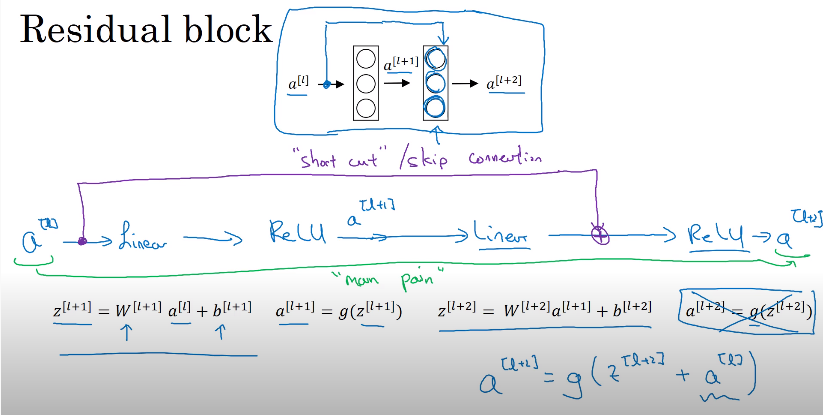 Residual block
a^[l] a^[l+1] a^[l+2]
"short cut" / skip connection
a^[l] → Linear → ReLU a^[l+1] → Linear → ⊕ → ReLU → a^[l+2]
"main path"
z^[l+1] = W^[l+1] a^[l] + b^[l+1] a^[l+1] = g(z^[l+1]) z^[l+2] = W^[l+2] a^[l+1] + b^[l+2] a^[l+2] = g(z^[l+2])
a^[l+2] = g(z^[l+2] + a^[l])